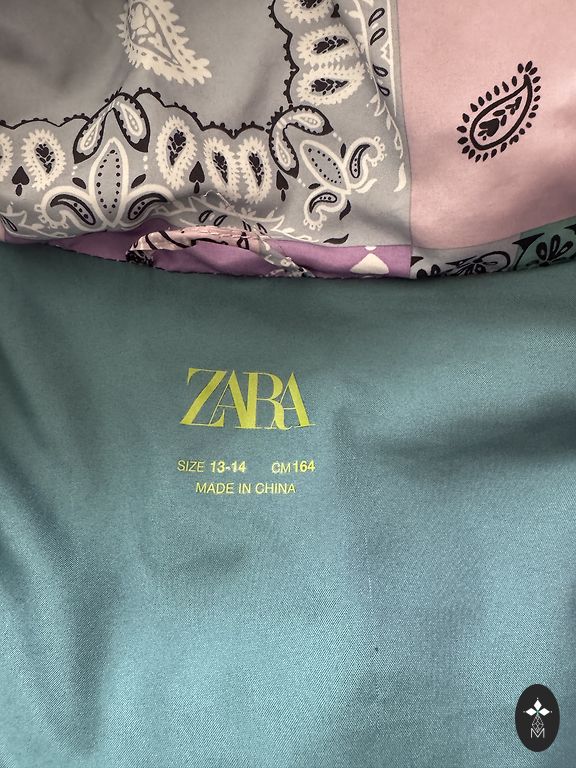 ZARA
SIZE 13-14 CM164
MADE IN CHINA
M